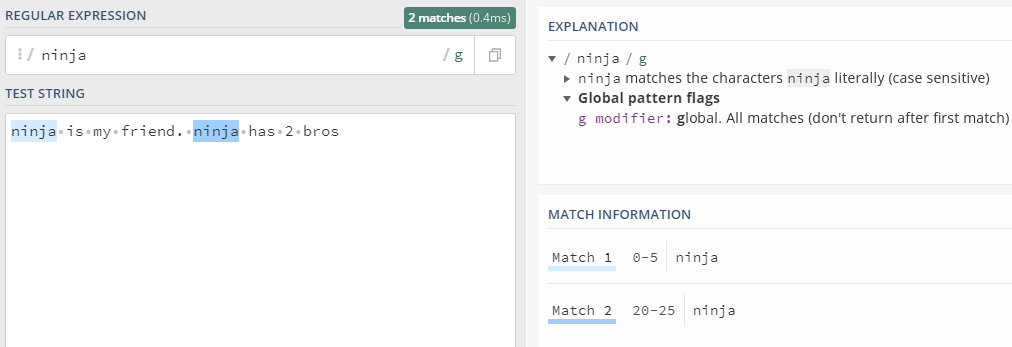 REGULAR EXPRESSION
2 matches (0.4ms)
/ ninja / g
TEST STRING
ninja·is·my·friend.·ninja·has·2·bros
EXPLANATION
/ ninja / g
ninja matches the characters ninja literally (case sensitive)
Global pattern flags
g modifier: global. All matches (don't return after first match)
MATCH INFORMATION
Match 1 0-5 ninja
Match 2 20-25 ninja